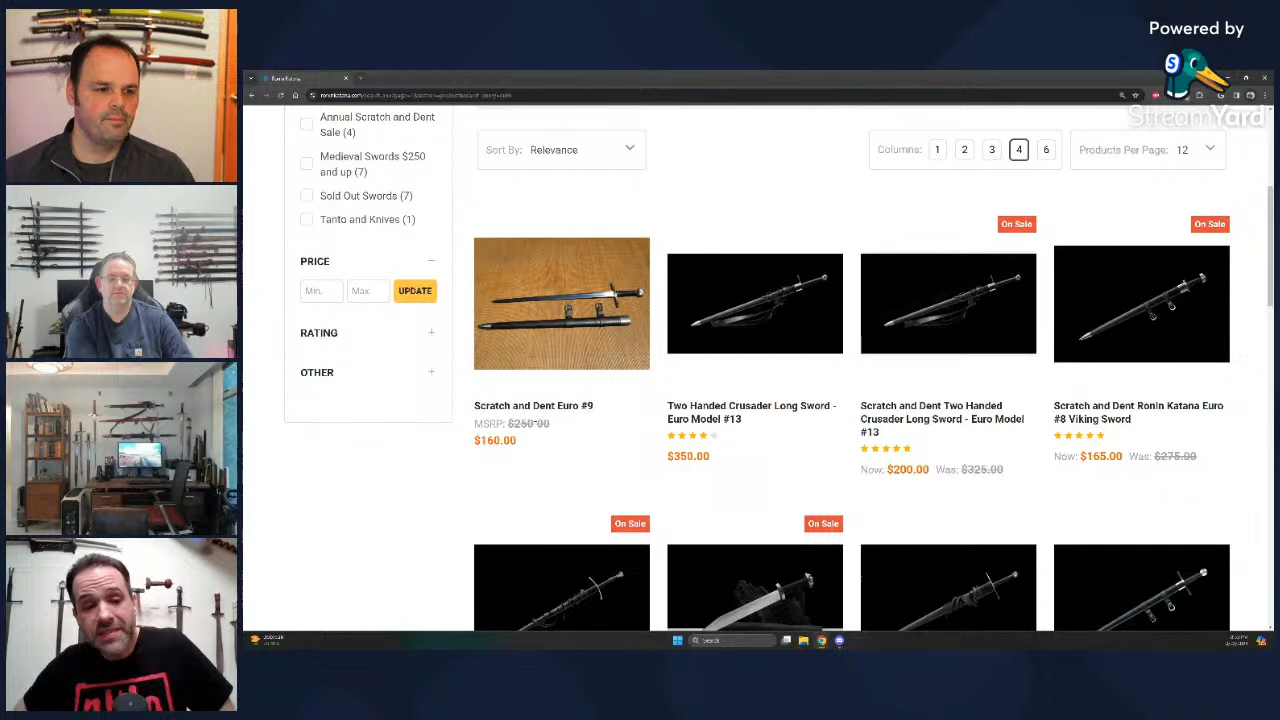 Powered by
StreamYard
Ronin Katana
Annual Scratch and Dent
Sale (4)
Medieval Swords $250
and up (7)
Sold Out Swords (7)
Tanto and Knives (1)
PRICE
Min.
Max.
UPDATE
RATING
OTHER
Sort By: Relevance
Columns: 1 2 3 4 6
Products Per Page: 12
On Sale
On Sale
Scratch and Dent Euro #9
MSRP: $250.00
$160.00
Two Handed Crusader Long Sword -
Euro Model #13
$350.00
Scratch and Dent Two Handed
Crusader Long Sword - Euro Model
#13
Now: $200.00 Was: $325.00
Scratch and Dent Ronin Katana Euro
#8 Viking Sword
Now: $165.00 Was: $275.00
On Sale
On Sale
Search